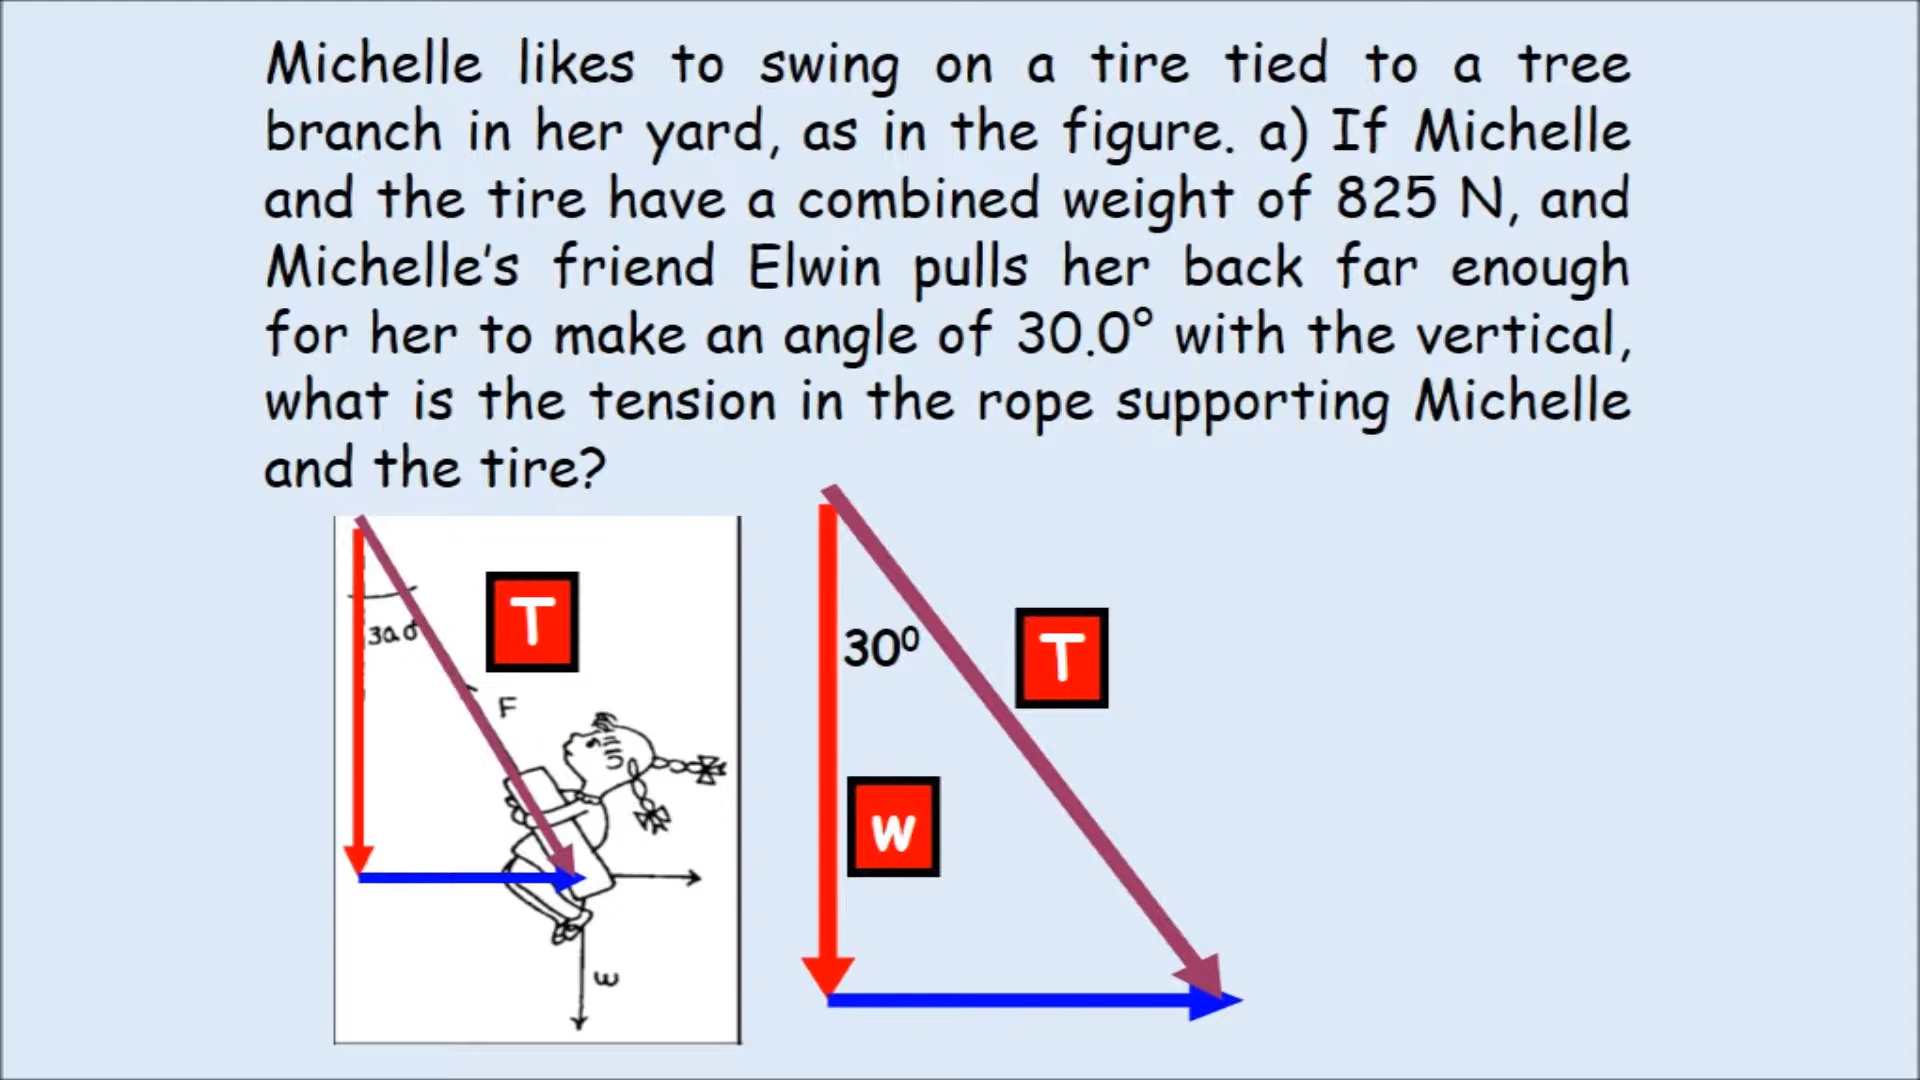 Michelle likes to swing on a tire tied to a tree
branch in her yard, as in the figure. a) If Michelle
and the tire have a combined weight of 825 N, and
Michelle's friend Elwin pulls her back far enough
for her to make an angle of 30.0° with the vertical,
what is the tension in the rope supporting Michelle
and the tire?
T
30.0°
F
ω
30⁰
T
w